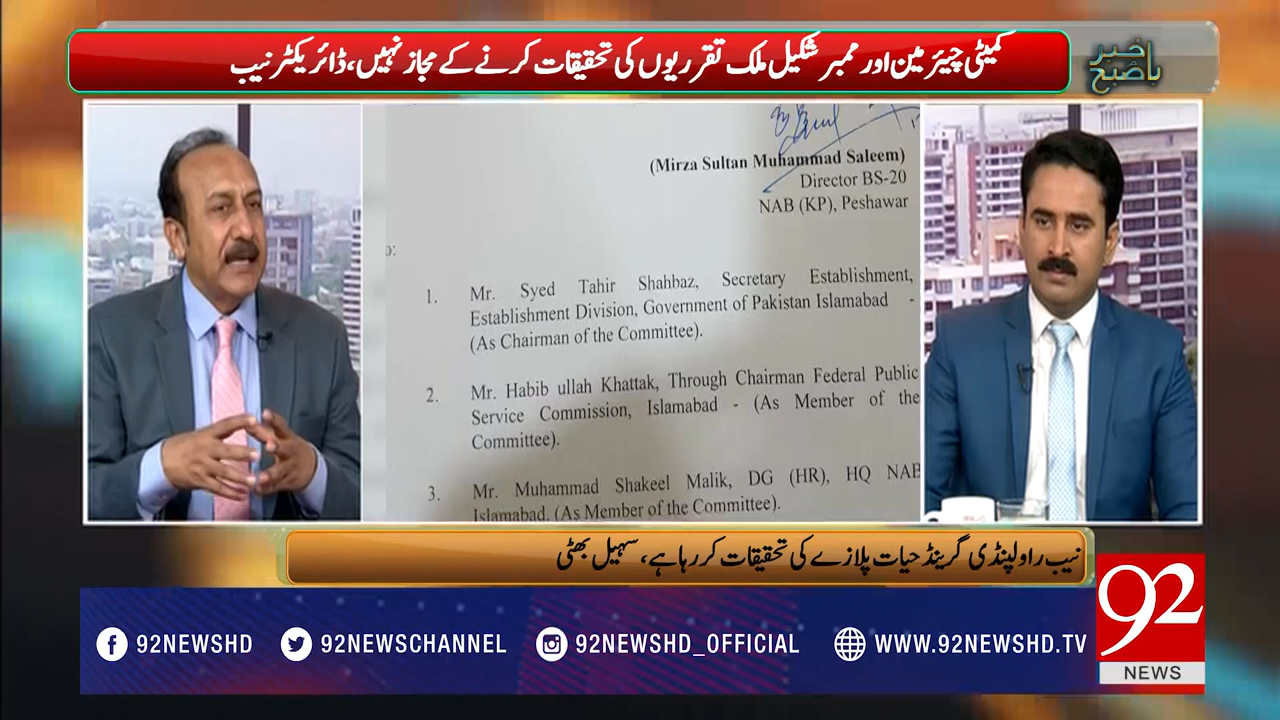 کمیٹی چیئرمین اور ممبر شکیل ملک تقرریوں کی تحقیقات کرنے کے مجاز نہیں، ڈائریکٹر نیب
باخبر صبح
(Mirza Sultan Muhammad Saleem)
Director BS-20
NAB (KP), Peshawar
o:
1. Mr. Syed Tahir Shahbaz, Secretary Establishment,
Establishment Division, Government of Pakistan Islamabad -
(As Chairman of the Committee).
2. Mr. Habib ullah Khattak, Through Chairman Federal Public
Service Commission, Islamabad - (As Member of the
Committee).
3. Mr. Muhammad Shakeel Malik, DG (HR), HQ NAB
Islamabad. (As Member of the Committee).
نیب راولپنڈی گرینڈ حیات پلازے کی تحقیقات کر رہا ہے، سہیل بھٹی
92NEWSHD
92NEWSCHANNEL
92NEWSHD_OFFICIAL
WWW.92NEWSHD.TV
92
NEWS